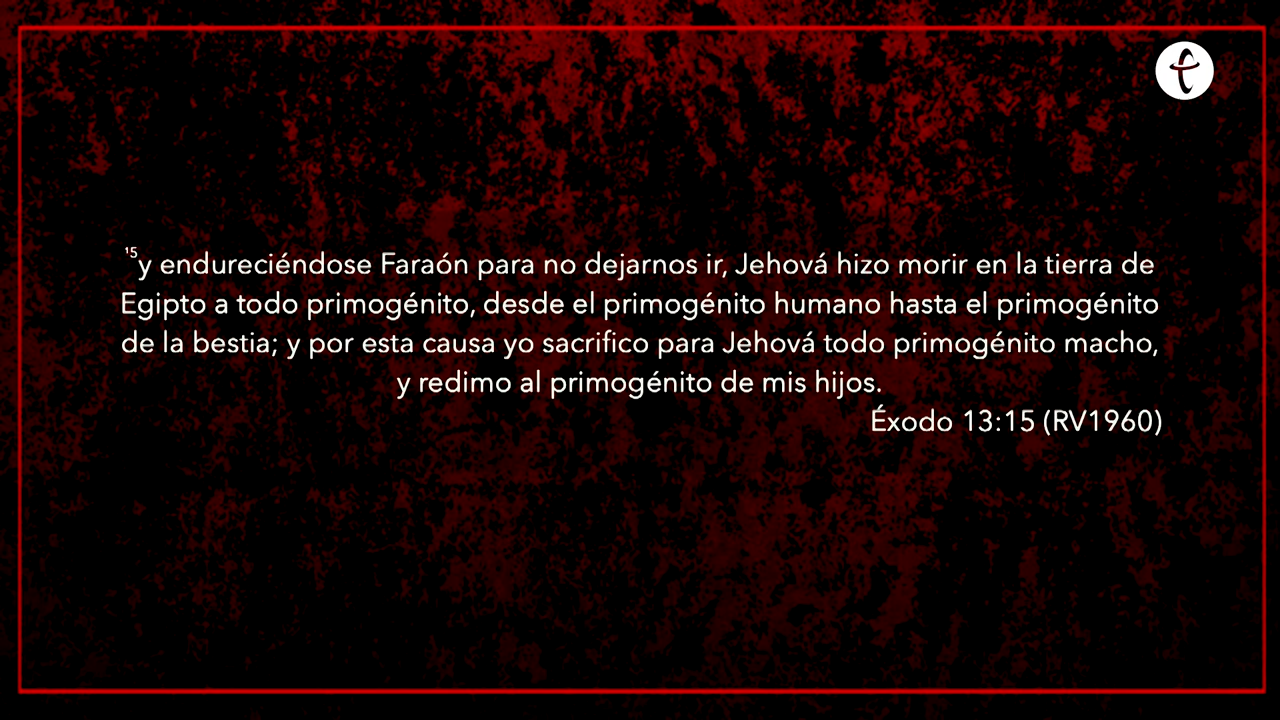 ¹⁵y endureciéndose Faraón para no dejarnos ir, Jehová hizo morir en la tierra de
Egipto a todo primogénito, desde el primogénito humano hasta el primogénito
de la bestia; y por esta causa yo sacrifico para Jehová todo primogénito macho,
y redimo al primogénito de mis hijos.
Éxodo 13:15 (RV1960)